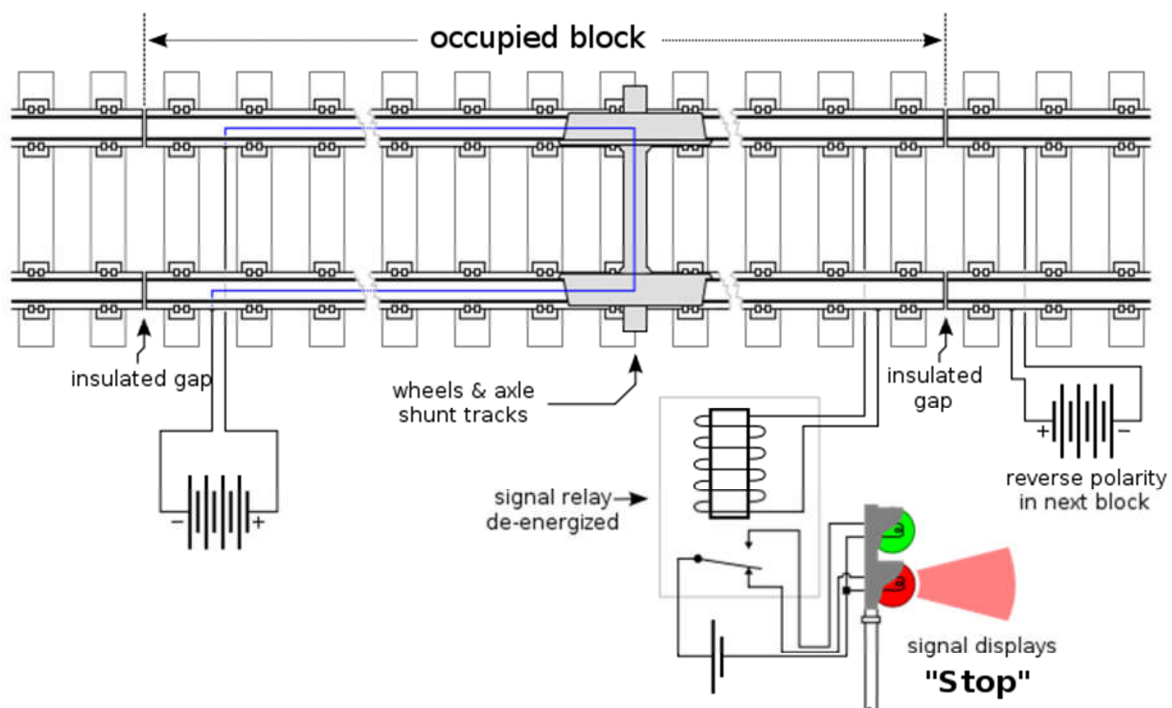 occupied block
insulated gap
wheels & axle
shunt tracks
insulated
gap
+ −
reverse polarity
in next block
− +
signal relay
de-energized
signal displays
"Stop"